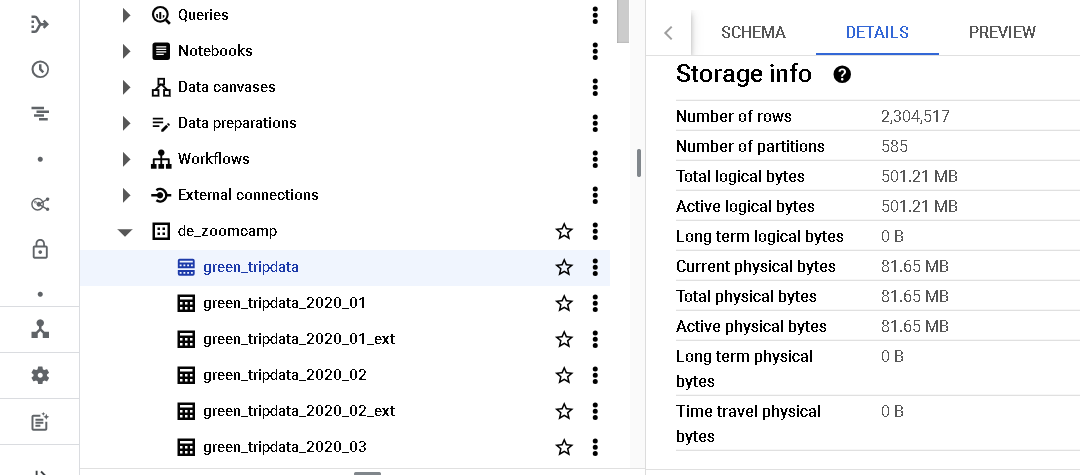 Queries
Notebooks
Data canvases
Data preparations
Workflows
External connections
de_zoomcamp
green_tripdata
green_tripdata_2020_01
green_tripdata_2020_01_ext
green_tripdata_2020_02
green_tripdata_2020_02_ext
green_tripdata_2020_03
SCHEMA DETAILS PREVIEW
Storage info
Number of rows 2,304,517
Number of partitions 585
Total logical bytes 501.21 MB
Active logical bytes 501.21 MB
Long term logical bytes 0 B
Current physical bytes 81.65 MB
Total physical bytes 81.65 MB
Active physical bytes 81.65 MB
Long term physical 0 B
bytes
Time travel physical 0 B
bytes